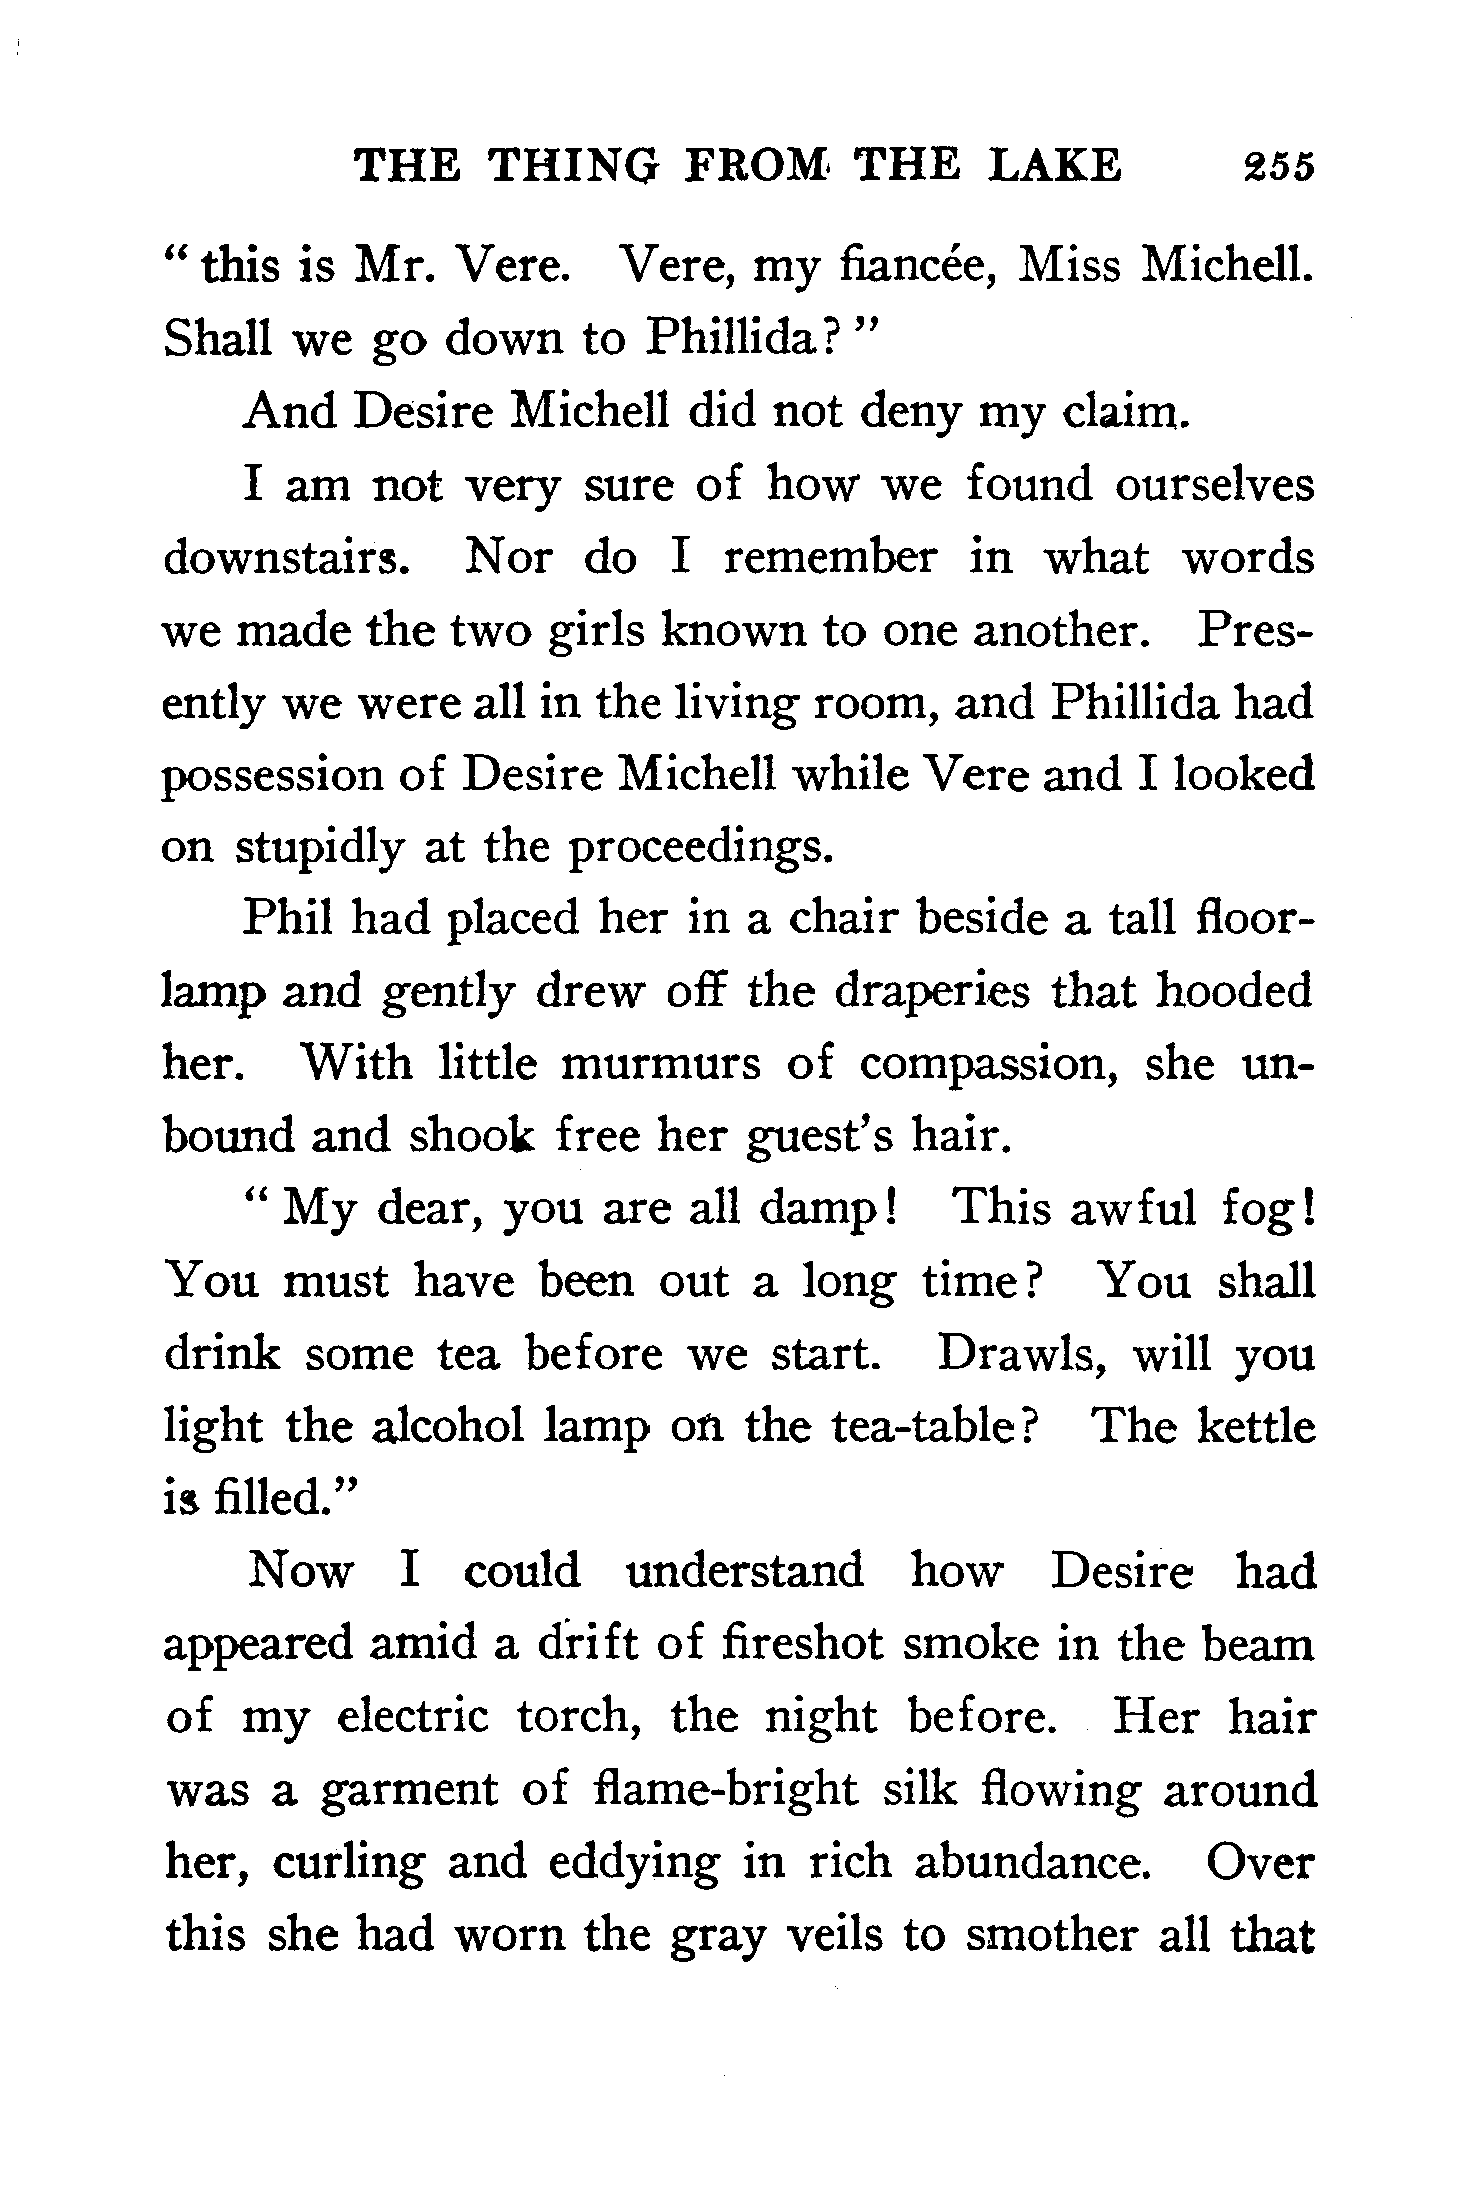 THE THING FROM THE LAKE 255
“ this is Mr. Vere. Vere, my fiancée, Miss Michell.
Shall we go down to Phillida? ”
And Desire Michell did not deny my claim.
I am not very sure of how we found ourselves
downstairs. Nor do I remember in what words
we made the two girls known to one another. Pres-
ently we were all in the living room, and Phillida had
possession of Desire Michell while Vere and I looked
on stupidly at the proceedings.
Phil had placed her in a chair beside a tall floor-
lamp and gently drew off the draperies that hooded
her. With little murmurs of compassion, she un-
bound and shook free her guest’s hair.
“ My dear, you are all damp! This awful fog!
You must have been out a long time? You shall
drink some tea before we start. Drawls, will you
light the alcohol lamp on the tea-table? The kettle
is filled.”
Now I could understand how Desire had
appeared amid a drift of fireshot smoke in the beam
of my electric torch, the night before. Her hair
was a garment of flame-bright silk flowing around
her, curling and eddying in rich abundance. Over
this she had worn the gray veils to smother all that